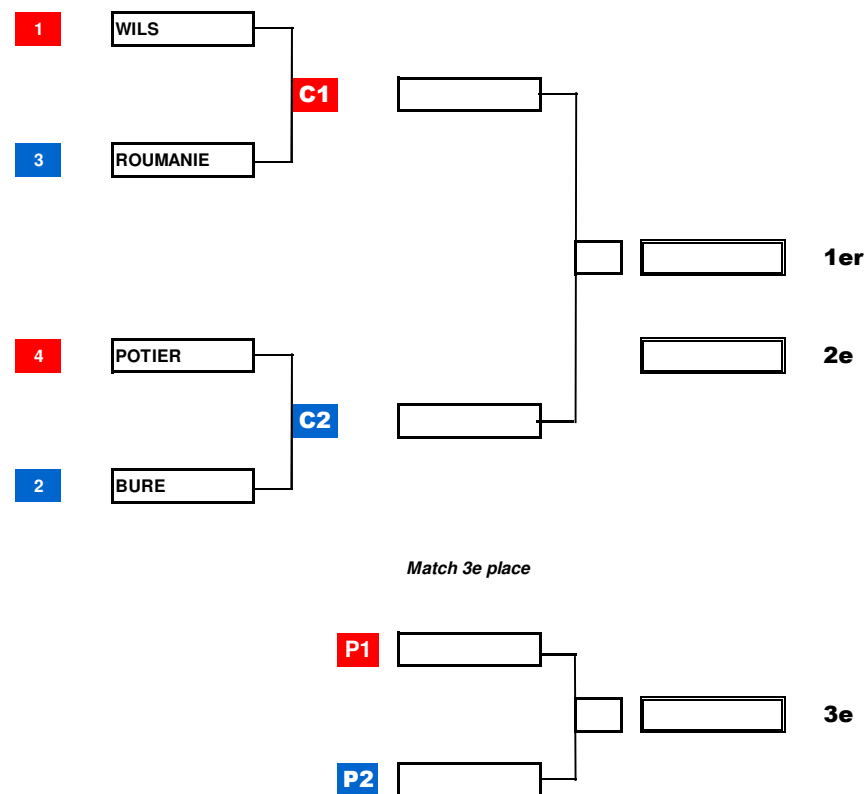 1 WILS
C1
3 ROUMANIE
1er
4 POTIER
2e
C2
2 BURE
Match 3e place
P1
3e
P2